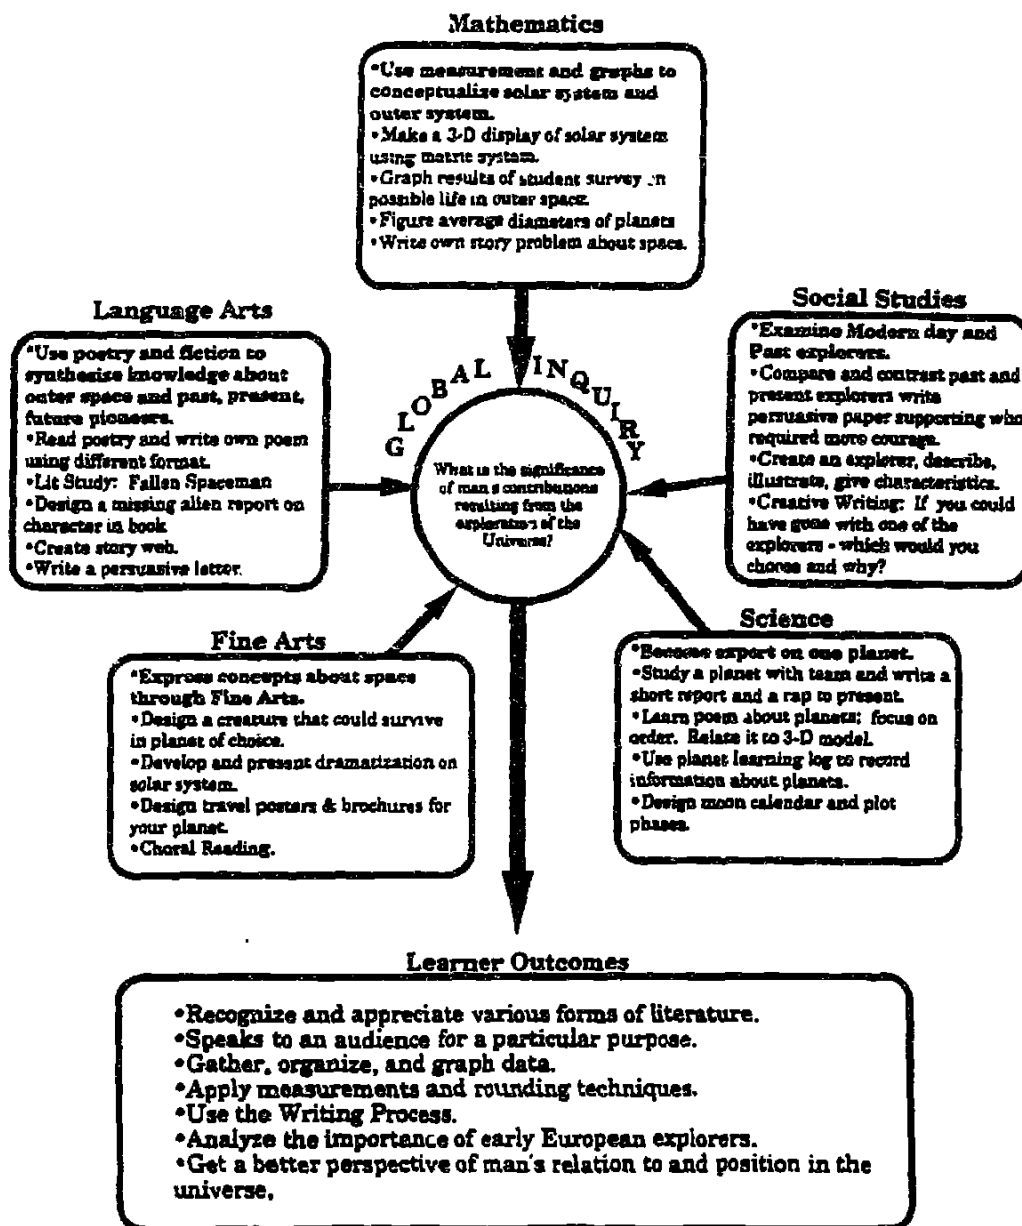 Mathematics
•Use measurement and graphs to
conceptualize solar system and
outer system.
•Make a 3-D display of solar system
using metric system.
•Graph results of student survey on
possible life in outer space.
•Figure average diameters of planets
•Write own story problem about space.
Language Arts
•Use poetry and fiction to
synthesize knowledge about
outer space and past, present,
future pioneers.
•Read poetry and write own poem
using different format.
•Lit Study: Fallen Spaceman
•Design a missing alien report on
character in book
•Create story web.
•Write a persuasive letter.
GLOBAL INQUIRY
What is the significance
of man's contributions
resulting from the
exploration of the
Universe?
Social Studies
•Examine Modern day and
Past explorers.
•Compare and contrast past and
present explorers write
persuasive paper supporting who
required more courage.
•Create an explorer, describe,
illustrate, give characteristics.
•Creative Writing: If you could
have gone with one of the
explorers - which would you
choose and why?
Fine Arts
•Express concepts about space
through Fine Arts.
•Design a creature that could survive
in planet of choice.
•Develop and present dramatization on
solar system.
•Design travel posters & brochures for
your planet.
•Choral Reading.
Science
•Become expert on one planet.
•Study a planet with team and write a
short report and a rap to present.
•Learn poem about planets; focus on
order. Relate it to 3-D model.
•Use planet learning log to record
information about planets.
•Design moon calendar and plot
phases.
Learner Outcomes
•Recognize and appreciate various forms of literature.
•Speaks to an audience for a particular purpose.
•Gather, organize, and graph data.
•Apply measurements and rounding techniques.
•Use the Writing Process.
•Analyze the importance of early European explorers.
•Get a better perspective of man's relation to and position in the
universe.